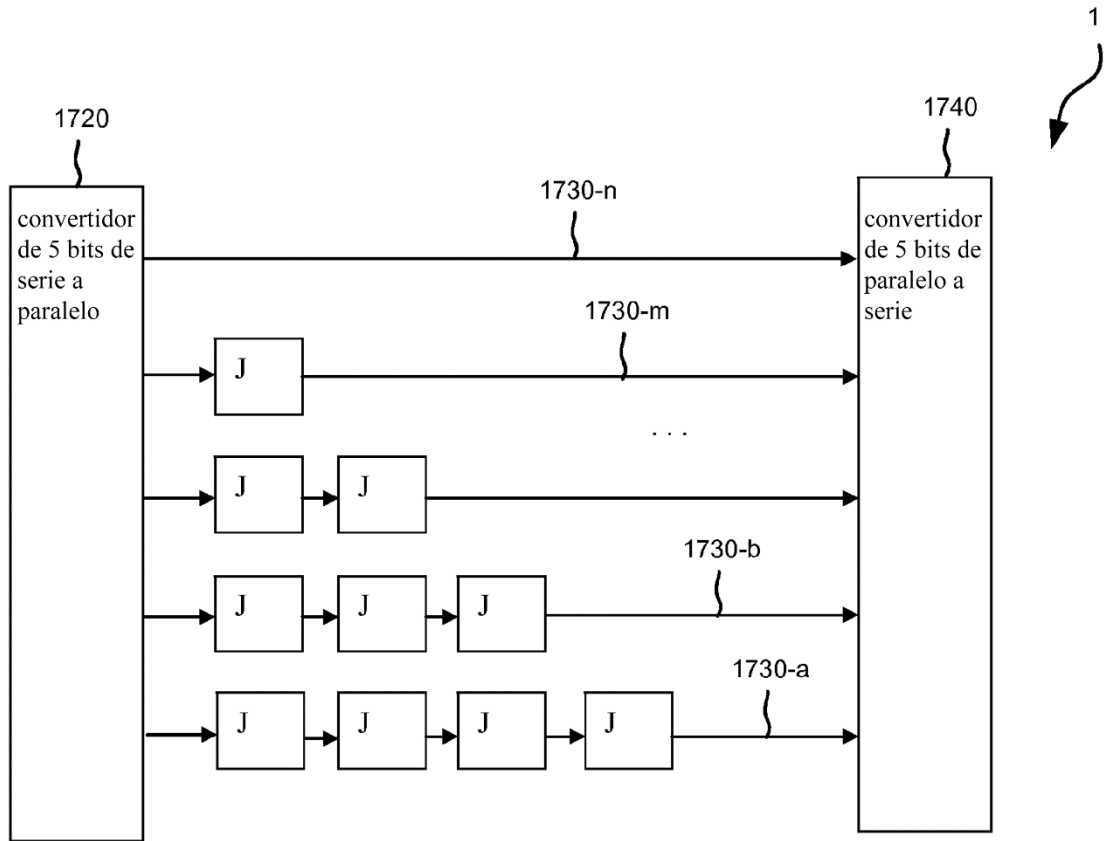 1
1720
1740
1730-n
convertidor
de 5 bits de
serie a
paralelo
convertidor
de 5 bits de
paralelo a
serie
1730-m
J
. . .
J J
1730-b
J J J
1730-a
J J J J